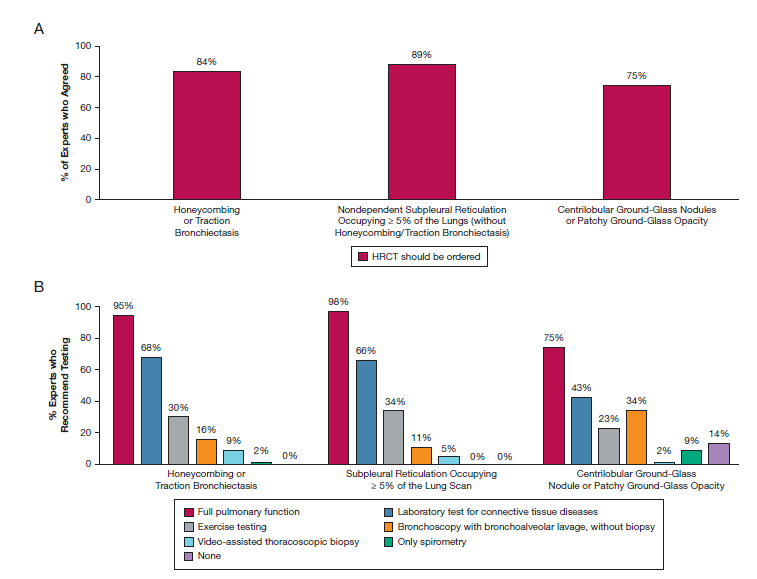 A
% of Experts who Agreed
100
80
60
40
20
0
84%
89%
75%
Honeycombing
or Traction
Bronchiectasis
Nondependent Subpleural Reticulation
Occupying ≥ 5% of the Lungs (without
Honeycombing/Traction Bronchiectasis)
Centrilobular Ground-Glass Nodules
or Patchy Ground-Glass Opacity
HRCT should be ordered
B
% Experts who
Recommend Testing
100
80
60
40
20
0
95%
68%
30%
16%
9%
2%
0%
98%
66%
34%
11%
5%
0%
0%
75%
43%
23%
34%
2%
9%
14%
Honeycombing or
Traction Bronchiectasis
Subpleural Reticulation Occupying
≥ 5% of the Lung Scan
Centrilobular Ground-Glass
Nodule or Patchy Ground-Glass Opacity
Full pulmonary function
Laboratory test for connective tissue diseases
Exercise testing
Bronchoscopy with bronchoalveolar lavage, without biopsy
Video-assisted thoracoscopic biopsy
Only spirometry
None